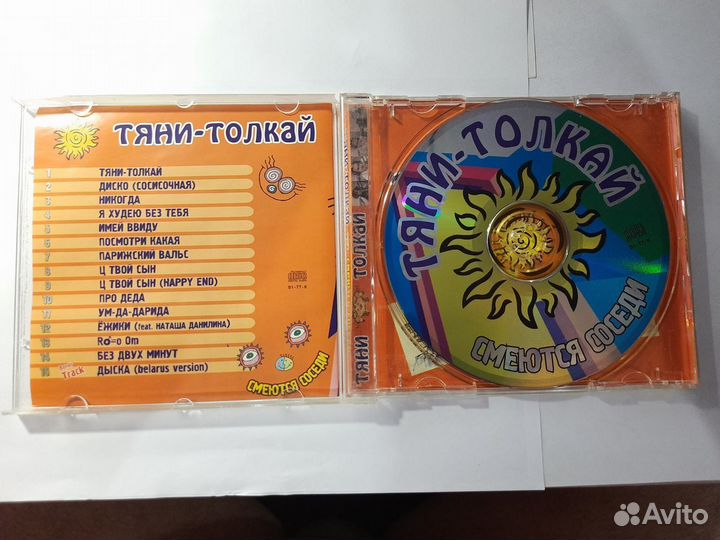 ТЯНИ-ТОЛКАЙ
1 ТЯНИ-ТОЛКАЙ
2 ДИСКО (СОСИСОЧНАЯ)
3 НИКОГДА
4 Я ХУДЕЮ БЕЗ ТЕБЯ
5 ИМЕЙ ВВИДУ
6 ПОСМОТРИ КАКАЯ
7 ПАРИЖСКИЙ ВАЛЬС
8 Ц ТВОЙ СЫН
9 Ц ТВОЙ СЫН (HAPPY END)
10 ПРО ДЕДА
11 УМ-ДА-ДАРИДА
12 ЁЖИКИ (feat. НАТАША ДАНИЛИНА)
13 Ro=o Om
14 БЕЗ ДВУХ МИНУТ
15 Track ДЫСКА (belarus version)
СМЕЮТСЯ СОСЕДИ
ТЯНИ ТОЛКАЙ
ТЯНИ-ТОЛКАЙ
СМЕЮТСЯ СОСЕДИ
Avito